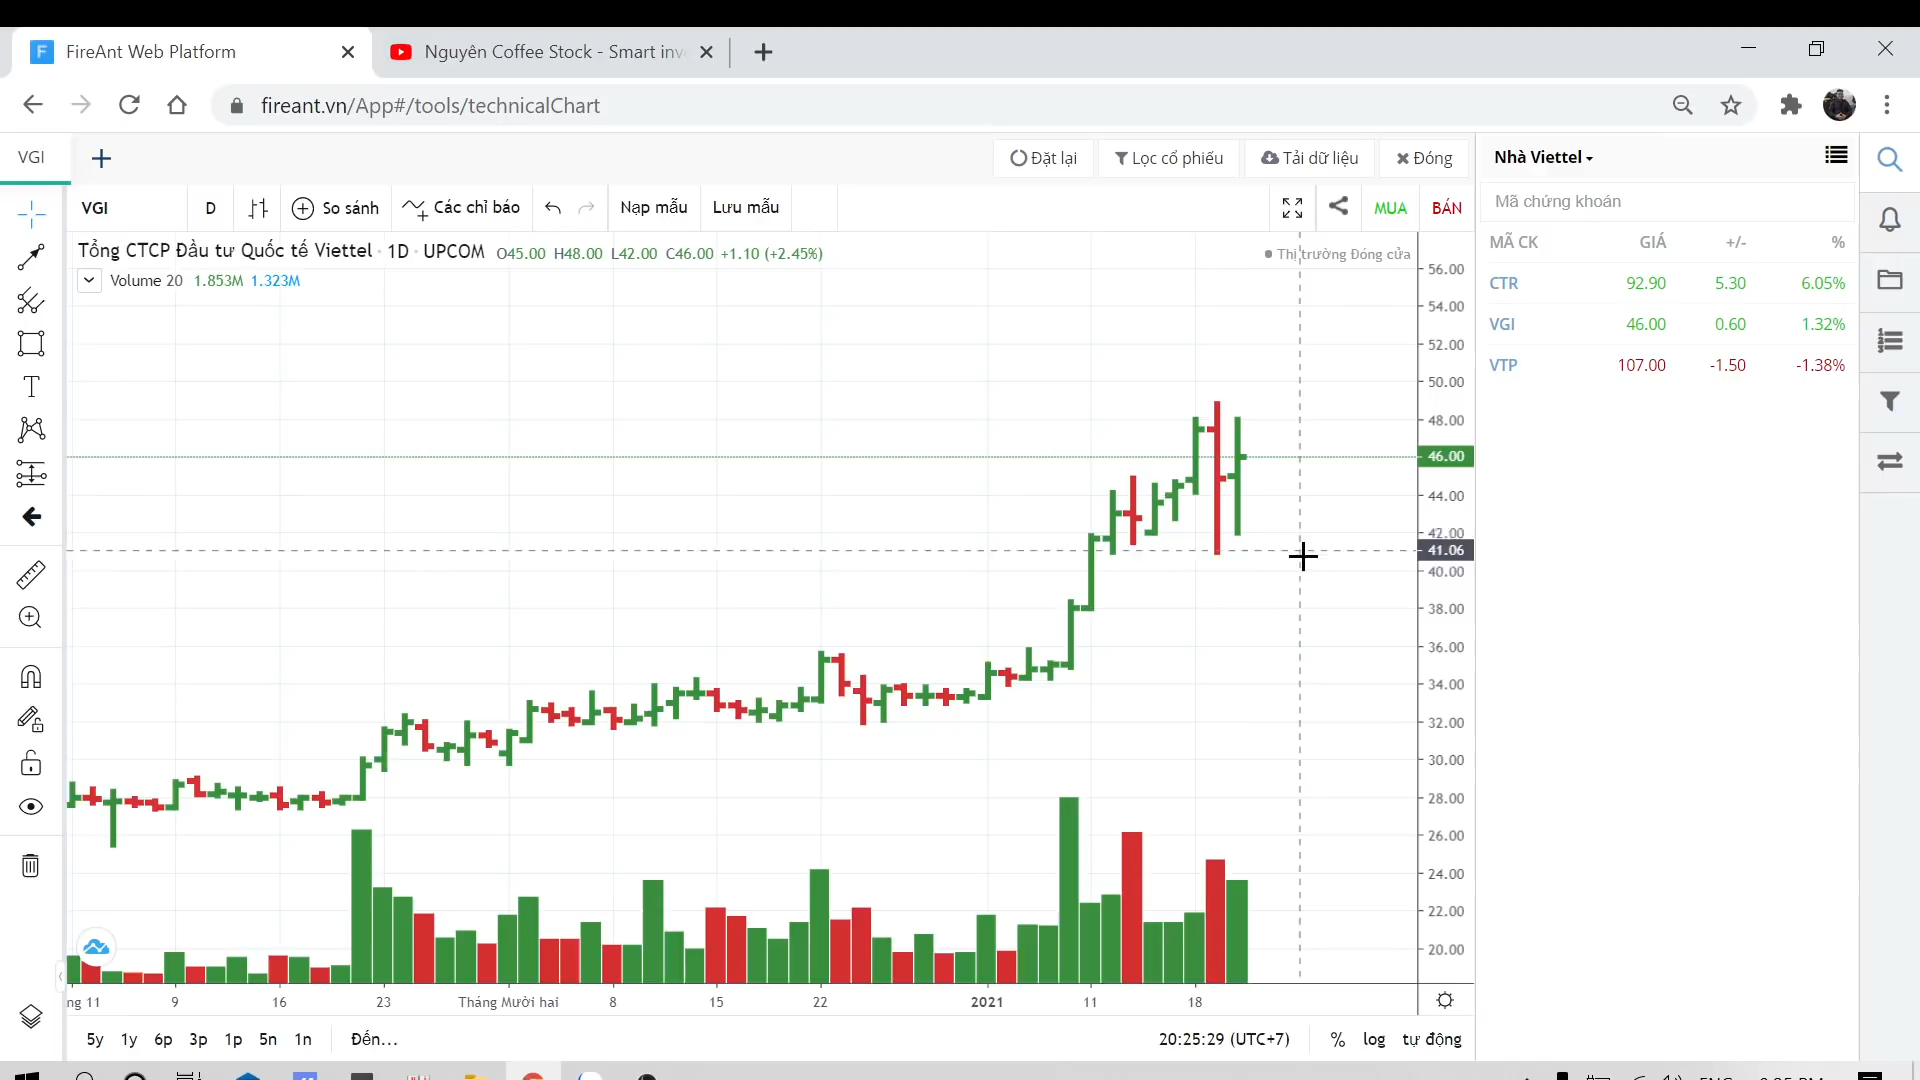 FireAnt Web Platform
Nguyên Coffee Stock - Smart inv
fireant.vn/App#/tools/technicalChart
VGI
Đặt lại
Lọc cổ phiếu
Tải dữ liệu
Đóng
Nhà Viettel
VGI
D
So sánh
Các chỉ báo
Nạp mẫu
Lưu mẫu
MUA
BÁN
Mã chứng khoán
Tổng CTCP Đầu tư Quốc tế Viettel · 1D · UPCOM O45.00 H48.00 L42.00 C46.00 +1.10 (+2.45%)
Thị trường Đóng cửa
Volume 20 1.853M 1.323M
MÃ CK GIÁ +/- %
CTR 92.90 5.30 6.05%
VGI 46.00 0.60 1.32%
VTP 107.00 -1.50 -1.38%
56.00
54.00
52.00
50.00
48.00
46.00
44.00
42.00
41.06
40.00
38.00
36.00
34.00
32.00
30.00
28.00
26.00
24.00
22.00
20.00
ng 11 9 16 23 Tháng Mười hai 8 15 22 2021 11 18
5y 1y 6p 3p 1p 5n 1n Đến...
20:25:29 (UTC+7) % log tự động